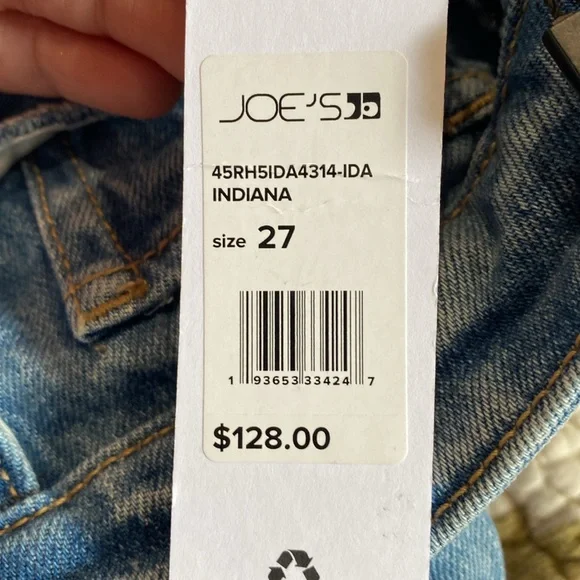 JOE'S
45RH5IDA4314-IDA
INDIANA
size 27
1 93653 33424 7
$128.00